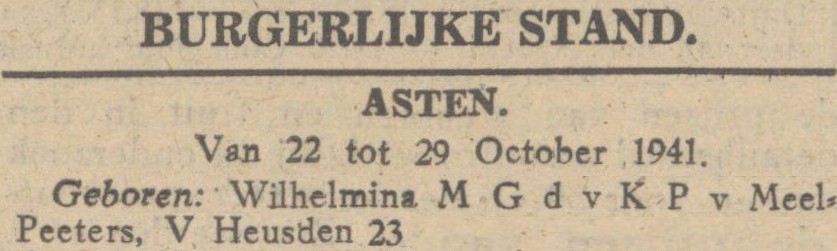 BURGERLIJKE STAND.
ASTEN.
Van 22 tot 29 October 1941.
Geboren: Wilhelmina M G d v K P v Meel-
Peeters, V Heusden 23